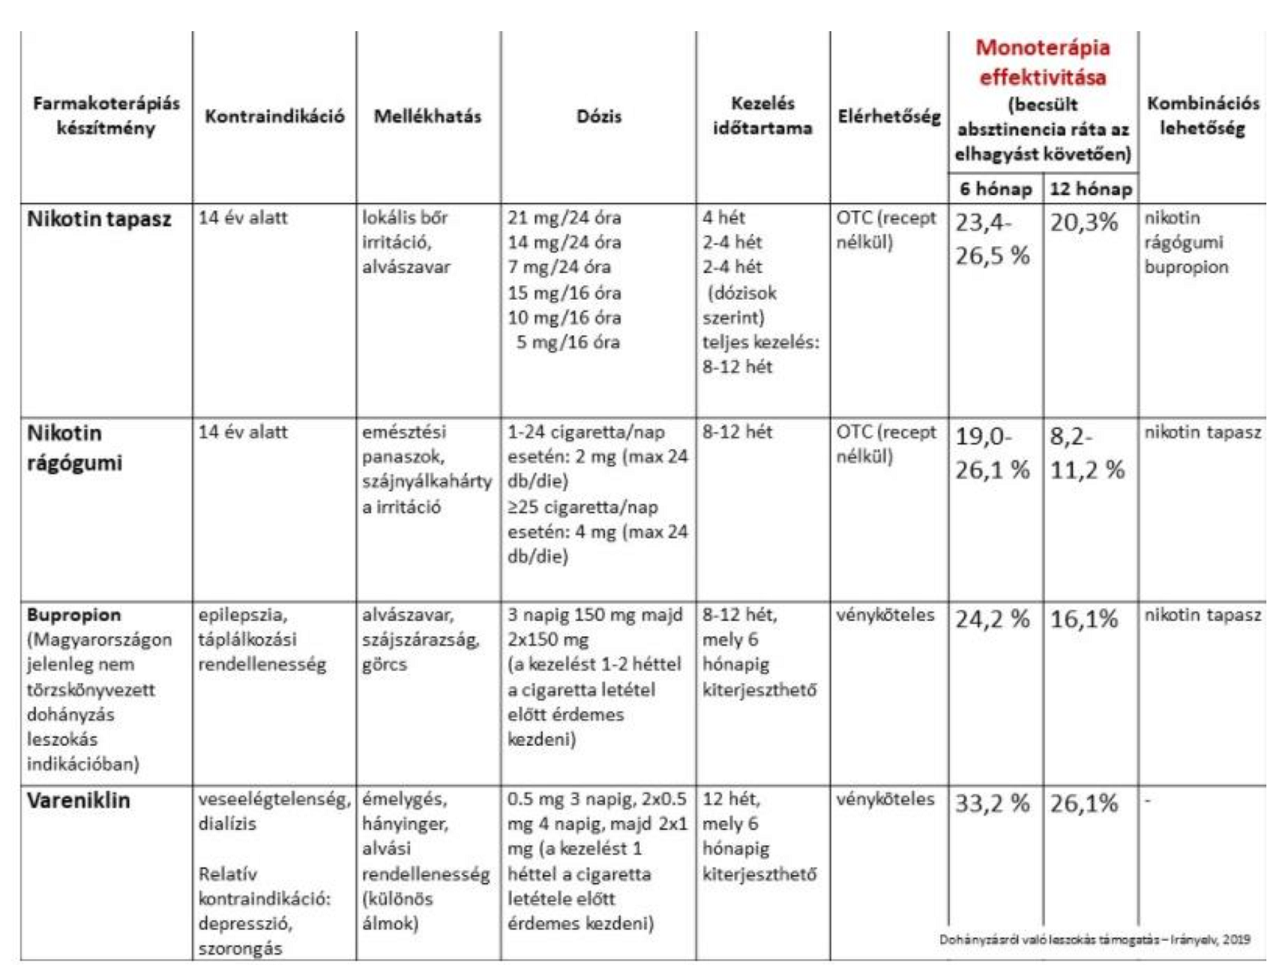 Farmakoterápiás
készítmény
Kontraindikáció
Mellékhatás
Dózis
Kezelés
időtartama
Elérhetőség
Monoterápia
effektivitása
(becsült
absztinencia ráta az
elhagyást követően)
6 hónap
12 hónap
Kombinációs
lehetőség
Nikotin tapasz
14 év alatt
lokális bőr
irritáció,
alvászavar
21 mg/24 óra
14 mg/24 óra
7 mg/24 óra
15 mg/16 óra
10 mg/16 óra
5 mg/16 óra
4 hét
2-4 hét
2-4 hét
(dózisok
szerint)
teljes kezelés:
8-12 hét
OTC (recept
nélkül)
23,4-
26,5 %
20,3%
nikotin
rágógumi
bupropion
Nikotin
rágógumi
14 év alatt
emésztési
panaszok,
szájnyálkahárty
a irritáció
1-24 cigaretta/nap
esetén: 2 mg (max 24
db/die)
≥25 cigaretta/nap
esetén: 4 mg (max 24
db/die)
8-12 hét
OTC (recept
nélkül)
19,0-
26,1 %
8,2-
11,2 %
nikotin tapasz
Bupropion
(Magyarországon
jelenleg nem
törzskönyvezett
dohányzás
leszokás
indikációban)
epilepszia,
táplálkozási
rendellenesség
alvászavar,
szájszárazság,
görcs
3 napig 150 mg majd
2x150 mg
(a kezelést 1-2 héttel
a cigaretta letétel
előtt érdemes
kezdeni)
8-12 hét,
mely 6
hónapig
kiterjeszthető
vényköteles
24,2 %
16,1%
nikotin tapasz
Vareniklin
veseelégtelenség,
dialízis
Relatív
kontraindikáció:
depresszió,
szorongás
émelygés,
hányinger,
alvási
rendellenesség
(különös
álmok)
0.5 mg 3 napig, 2x0.5
mg 4 napig, majd 2x1
mg (a kezelést 1
héttel a cigaretta
letétele előtt
érdemes kezdeni)
12 hét,
mely 6
hónapig
kiterjeszthető
vényköteles
33,2 %
26,1%
-
Dohányzásról való leszokás támogatás – Irányelv, 2019